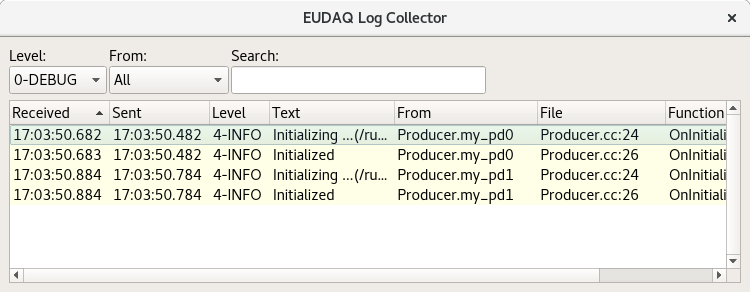 EUDAQ Log Collector ×
Level: From: Search:
0-DEBUG All
Received Sent Level Text From File Function
17:03:50.682 17:03:50.482 4-INFO Initializing ...(/ru... Producer.my_pd0 Producer.cc:24 OnInitiali
17:03:50.683 17:03:50.482 4-INFO Initialized Producer.my_pd0 Producer.cc:26 OnInitiali
17:03:50.884 17:03:50.784 4-INFO Initializing ...(/ru... Producer.my_pd1 Producer.cc:24 OnInitiali
17:03:50.884 17:03:50.784 4-INFO Initialized Producer.my_pd1 Producer.cc:26 OnInitiali